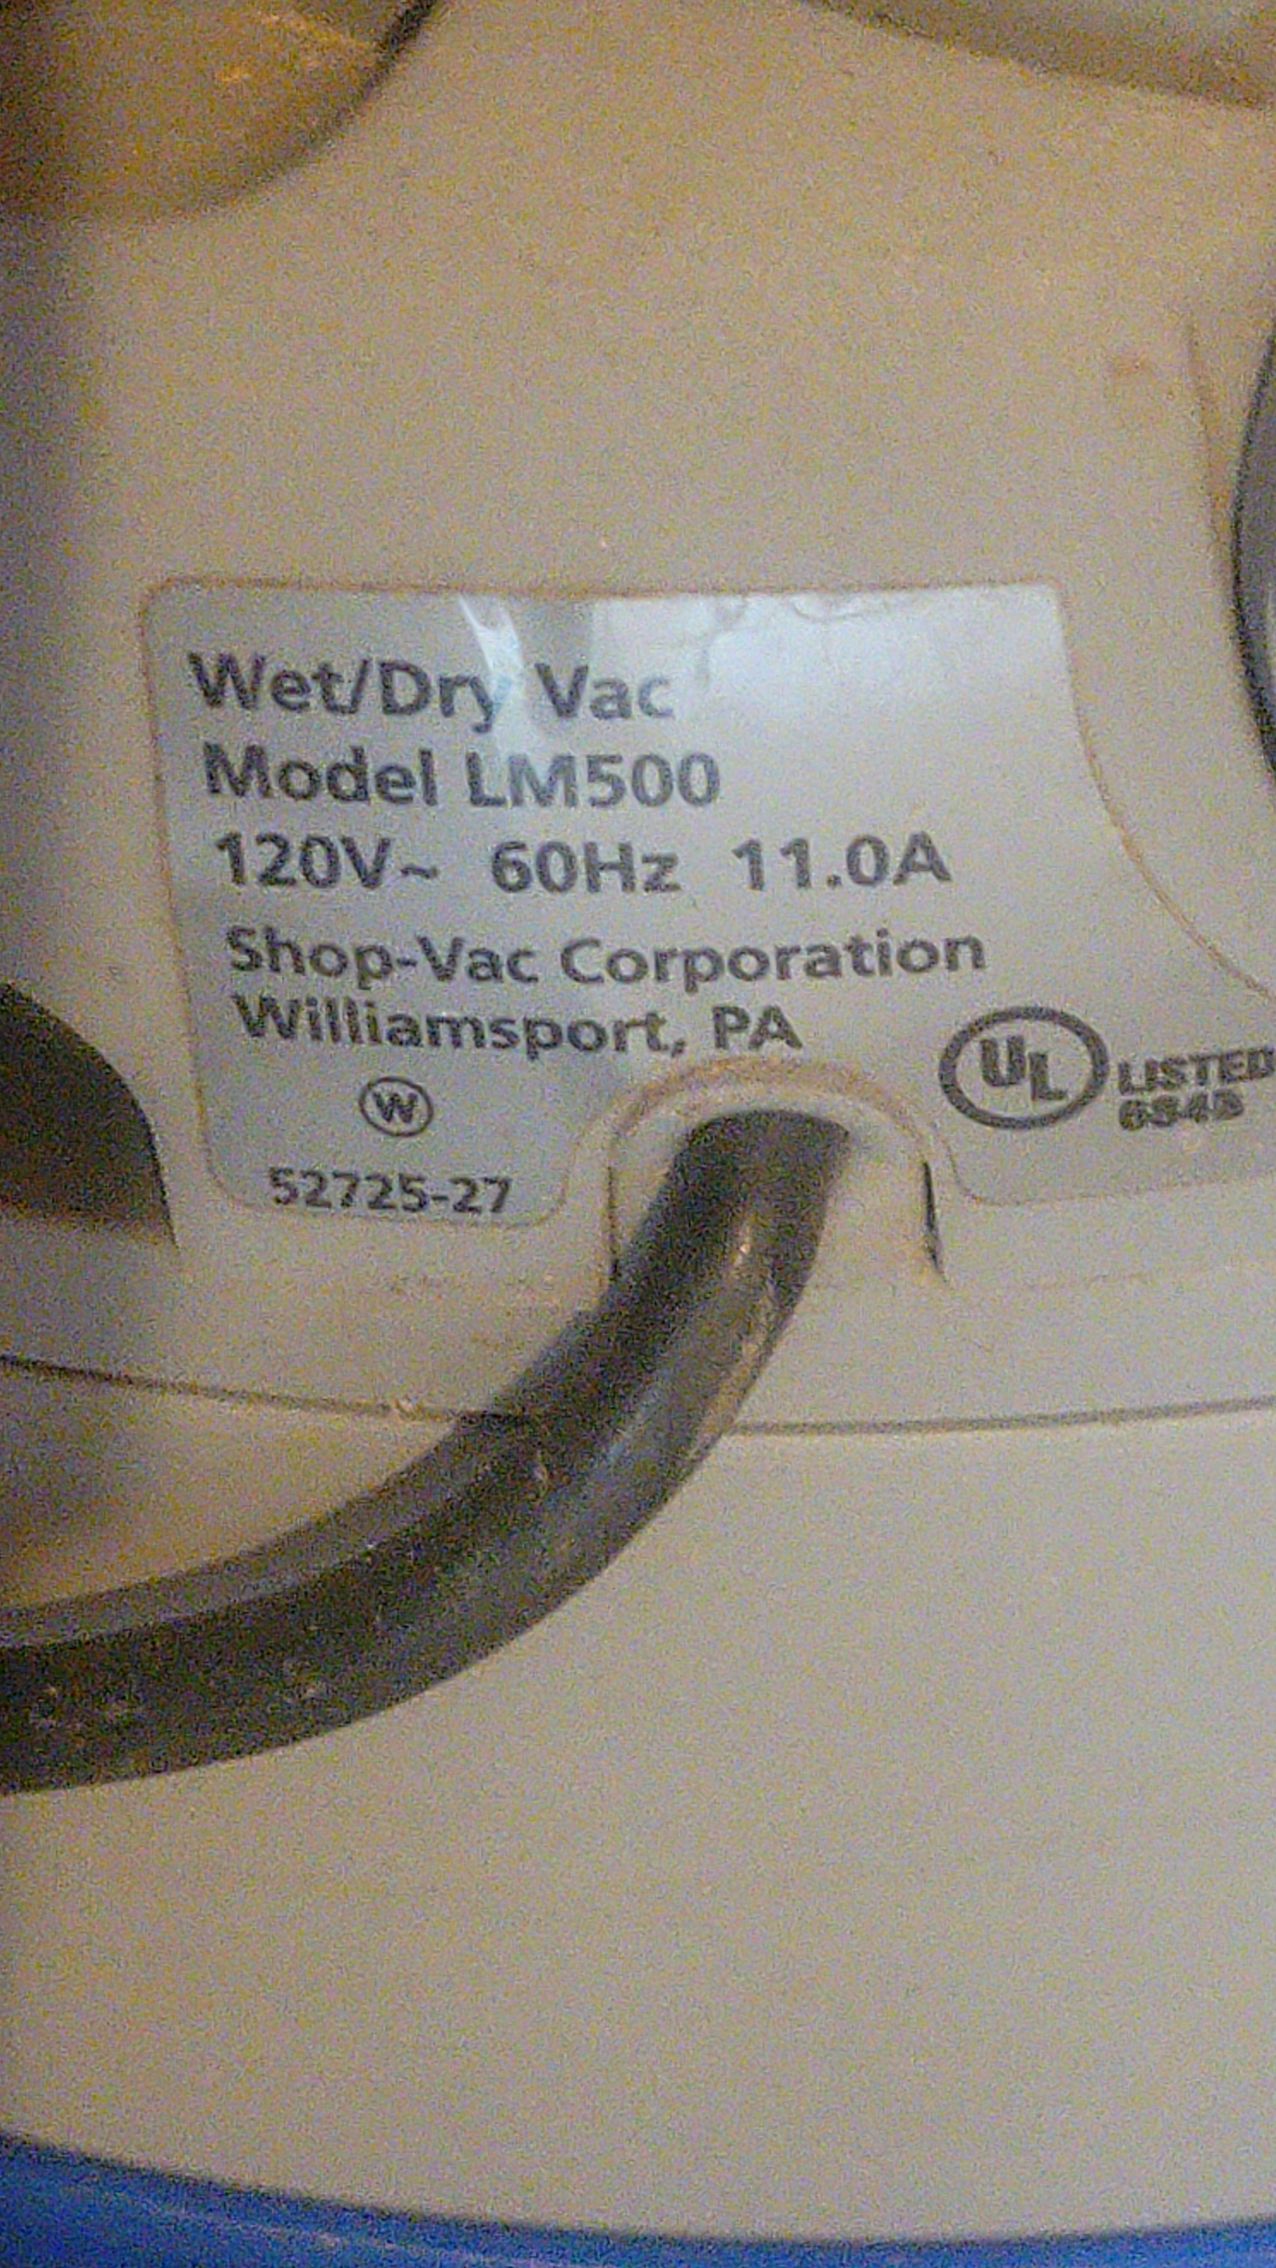 Wet/Dry Vac
Model LM500
120V~ 60Hz 11.0A
Shop-Vac Corporation
Williamsport, PA
W
52725-27
UL LISTED